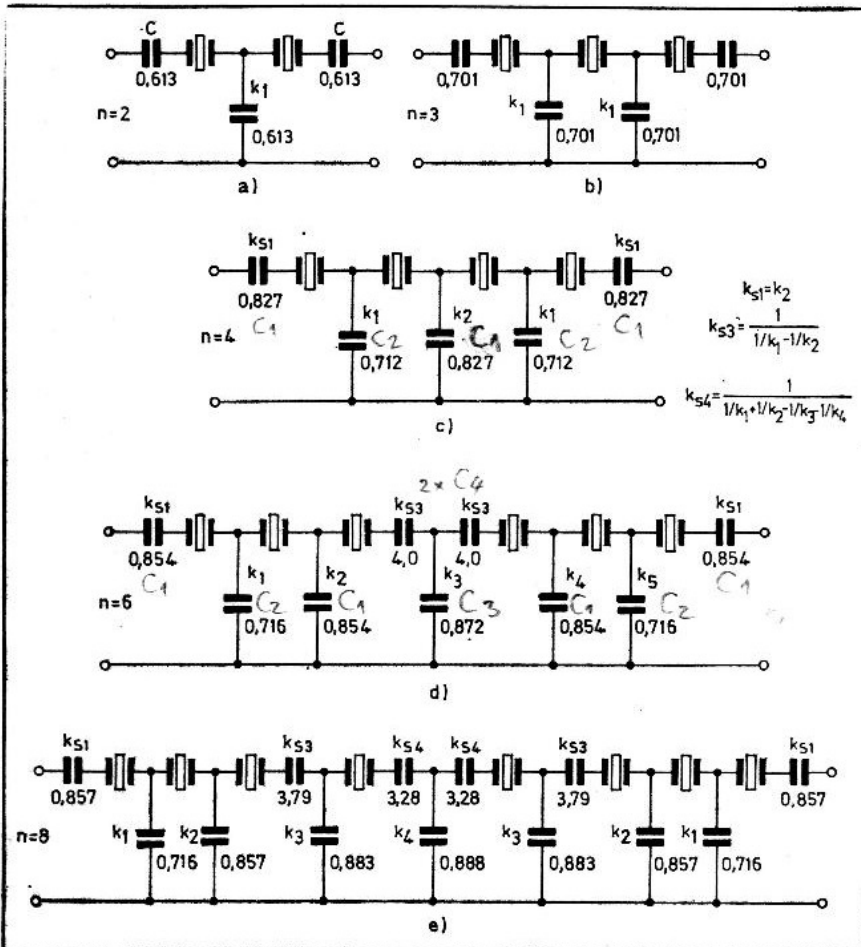 C C
0,613 0,613
k1
n=2
0,613
a)
0,701 0,701
n=3
k1 k1
0,701 0,701
b)
kS1 kS1
0,827 0,827
C1 C1
n=4
k1 C2 k2 C1 k1 C2
0,712 0,827 0,712
c)
kS1=k2
kS3= 1
1/k1-1/k2
kS4= 1
1/k1+1/k2-1/k3-1/k4
2x C4
kS1 kS3 kS3 kS1
0,854 4,0 4,0 0,854
C1 C1
n=6
k1 k2 k3 k4 k5
C2 C1 C3 C1 C2
0,716 0,854 0,872 0,854 0,716
d)
kS1 kS3 kS4 kS4 kS3 kS1
0,857 3,79 3,28 3,28 3,79 0,857
n=8
k1 k2 k3 k4 k3 k2 k1
0,716 0,857 0,883 0,888 0,883 0,857 0,716
e)